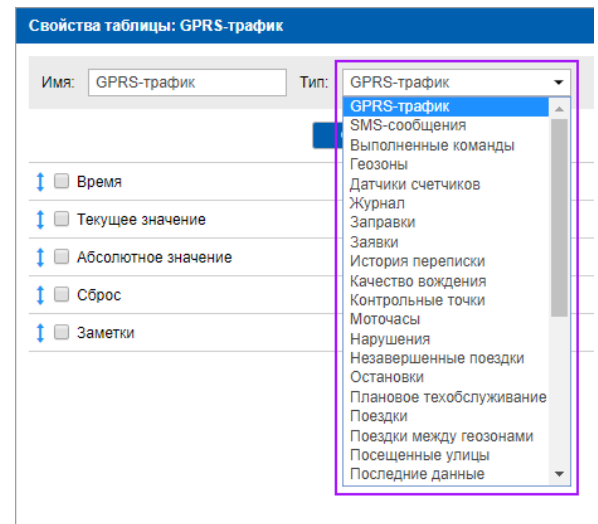 Свойства таблицы: GPRS-трафик
Имя: GPRS-трафик Тип: GPRS-трафик
GPRS-трафик
SMS-сообщения
Выполненные команды
Геозоны
Датчики счетчиков
Журнал
Заправки
Заявки
История переписки
Качество вождения
Контрольные точки
Моточасы
Нарушения
Незавершенные поездки
Остановки
Плановое техобслуживание
Поездки
Поездки между геозонами
Посещенные улицы
Последние данные
Время
Текущее значение
Абсолютное значение
Сброс
Заметки